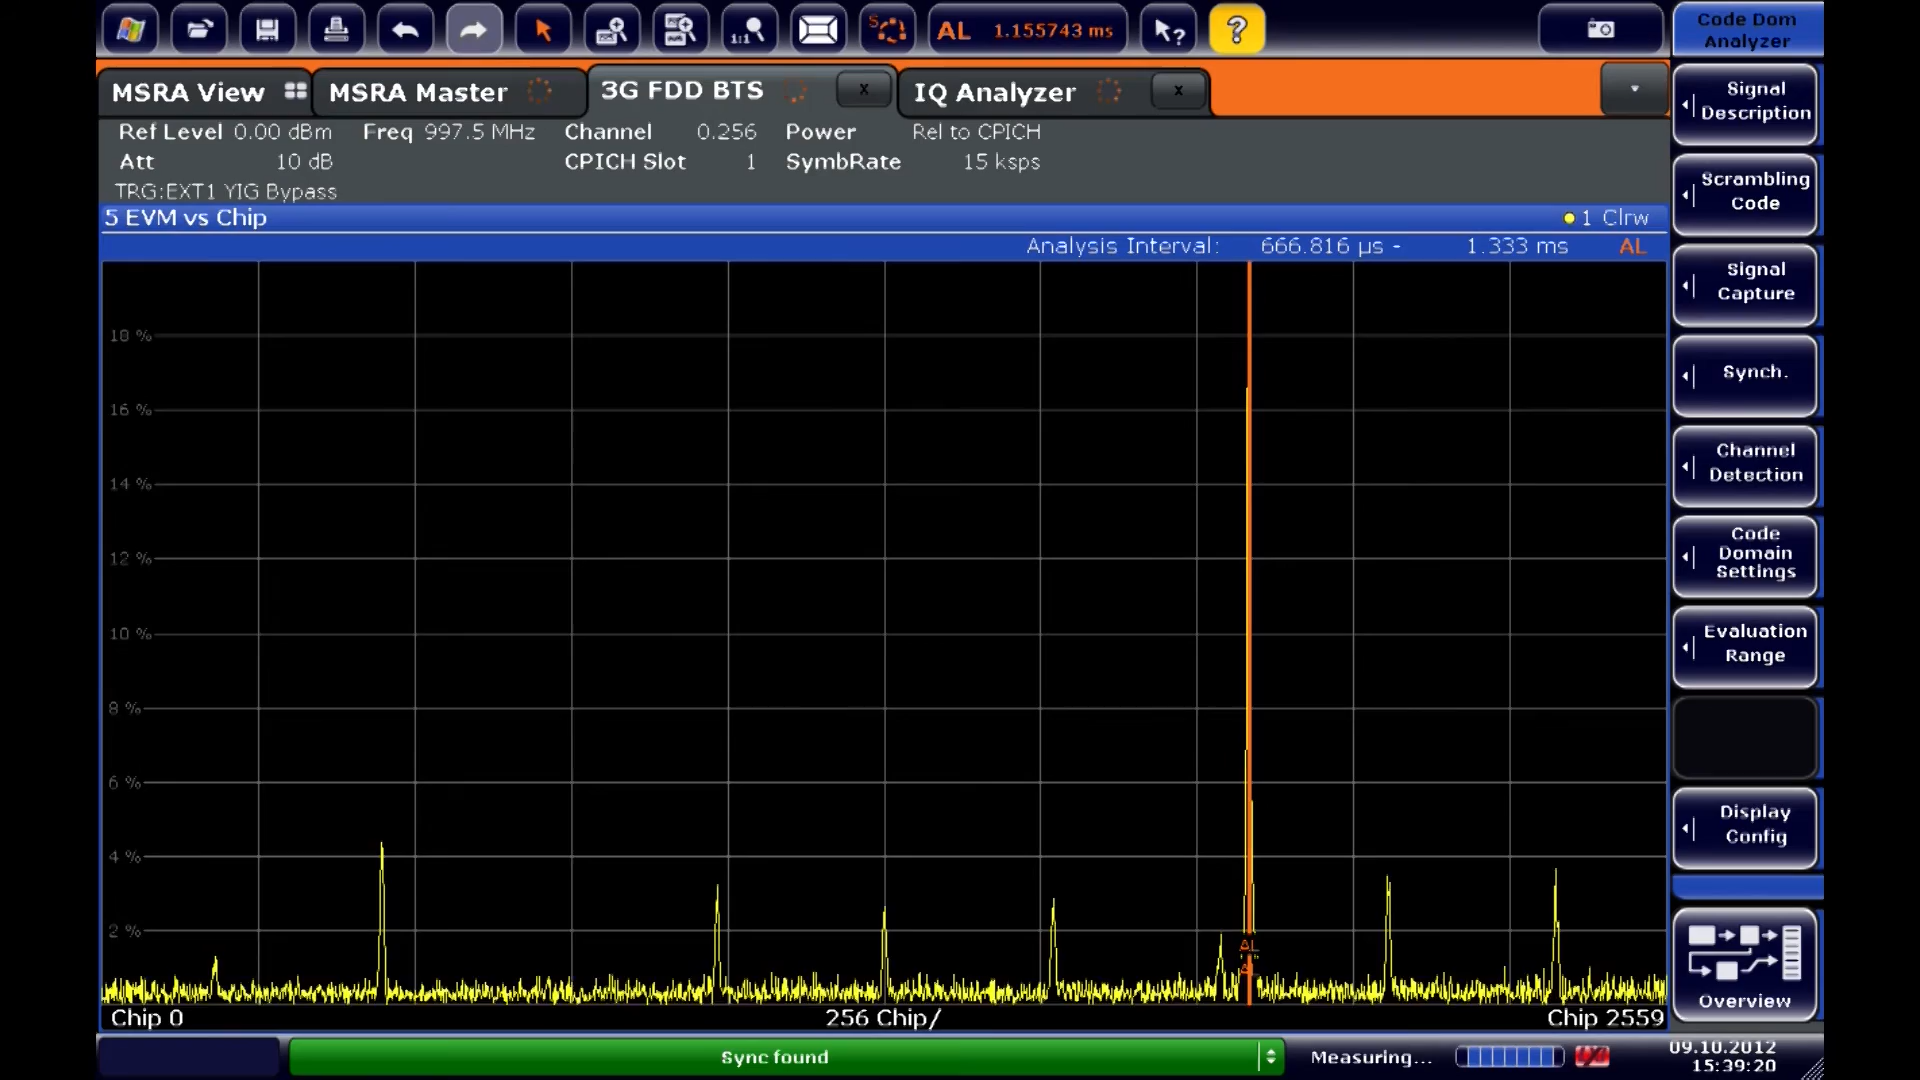 AL 1.155743 ms
Code Dom
Analyzer
MSRA View
MSRA Master
3G FDD BTS
x
IQ Analyzer
x
Ref Level 0.00 dBm Freq 997.5 MHz Channel 0.256 Power Rel to CPICH
Att 10 dB CPICH Slot 1 SymbRate 15 ksps
TRG:EXT1 YIG Bypass
5 EVM vs Chip
1 Clrw
Analysis Interval: 666.816 µs - 1.333 ms AL
18 %
16 %
14 %
12 %
10 %
8 %
6 %
4 %
2 %
AL
AL
Chip 0
256 Chip/
Chip 2559
Signal
Description
Scrambling
Code
Signal
Capture
Synch.
Channel
Detection
Code
Domain
Settings
Evaluation
Range
Display
Config
Overview
Sync found
Measuring...
09.10.2012
15:39:20